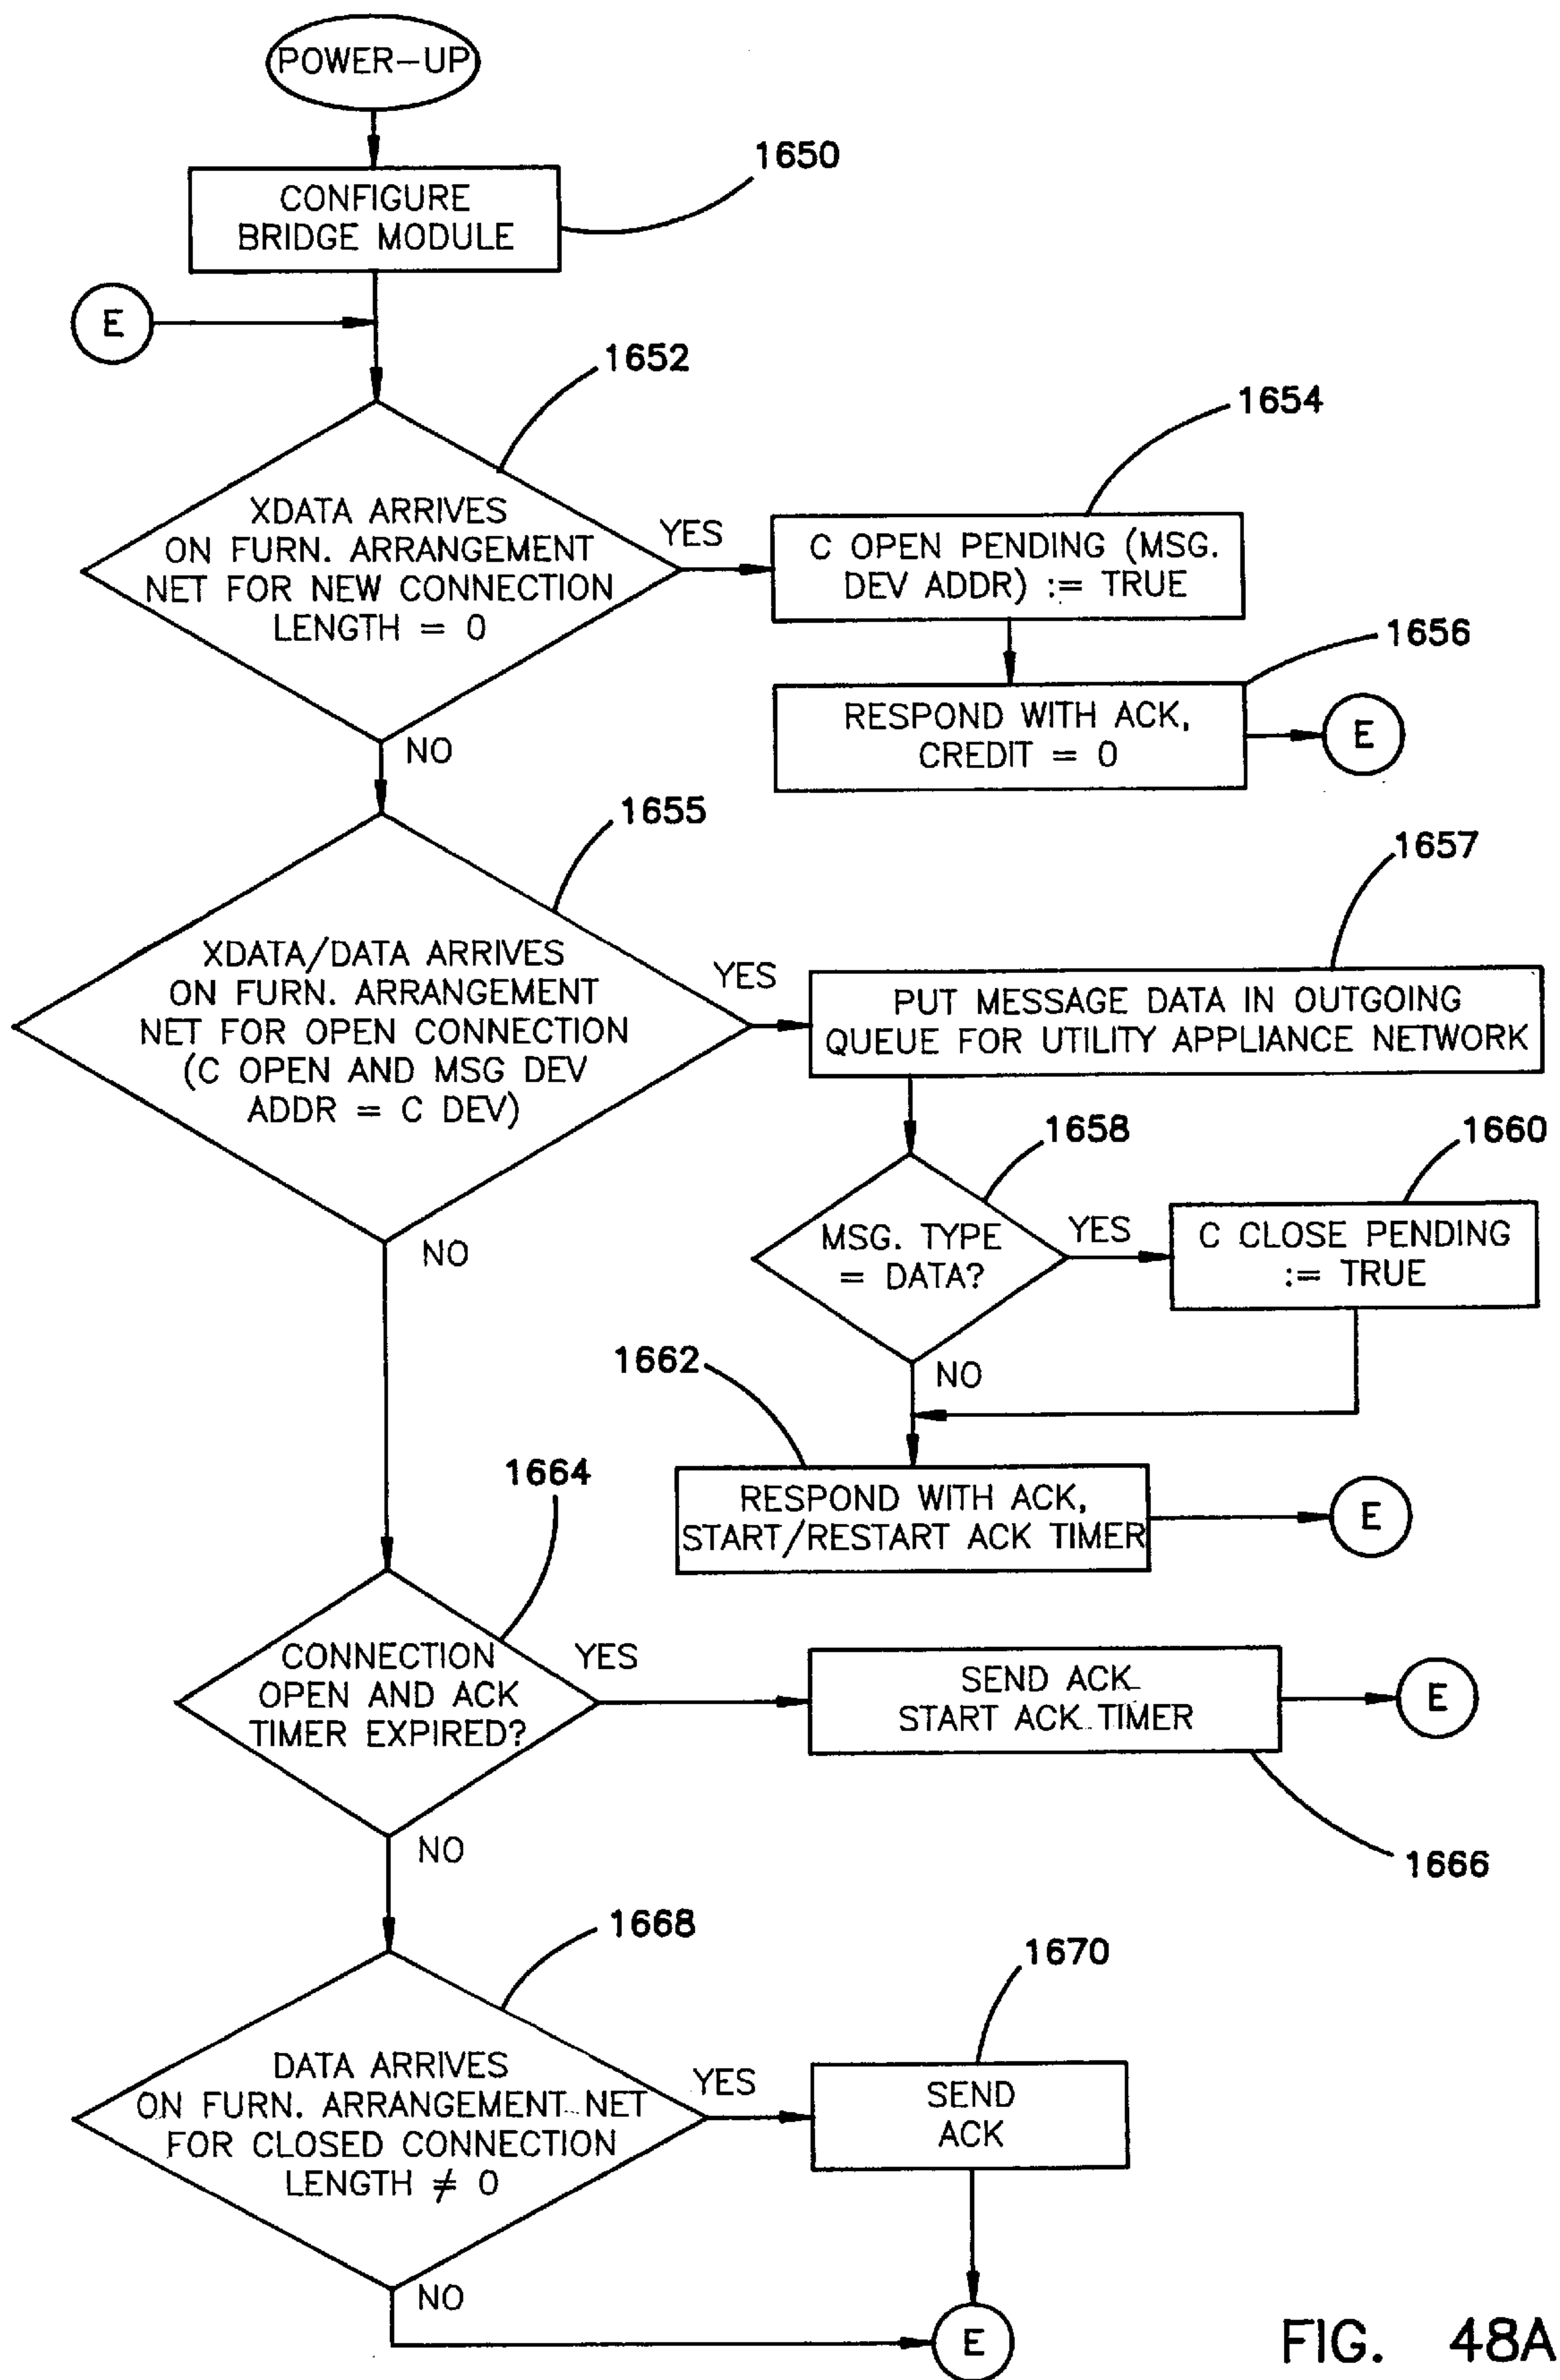 POWER-UP
1650
CONFIGURE
BRIDGE MODULE
E
1652
1654
XDATA ARRIVES
ON FURN. ARRANGEMENT
NET FOR NEW CONNECTION
LENGTH = 0
YES
C OPEN PENDING (MSG.
DEV ADDR) := TRUE
1656
RESPOND WITH ACK,
CREDIT = 0
E
NO
1655
1657
XDATA/DATA ARRIVES
ON FURN. ARRANGEMENT
NET FOR OPEN CONNECTION
(C OPEN AND MSG DEV
ADDR = C DEV)
YES
PUT MESSAGE DATA IN OUTGOING
QUEUE FOR UTILITY APPLIANCE NETWORK
1658
1660
MSG. TYPE
= DATA?
YES
C CLOSE PENDING
:= TRUE
NO
NO
1662
RESPOND WITH ACK,
START/RESTART ACK TIMER
E
1664
CONNECTION
OPEN AND ACK
TIMER EXPIRED?
YES
SEND ACK
START ACK TIMER
E
1666
NO
1668
1670
DATA ARRIVES
ON FURN. ARRANGEMENT NET
FOR CLOSED CONNECTION
LENGTH ≠ 0
YES
SEND
ACK
NO
E
FIG. 48A